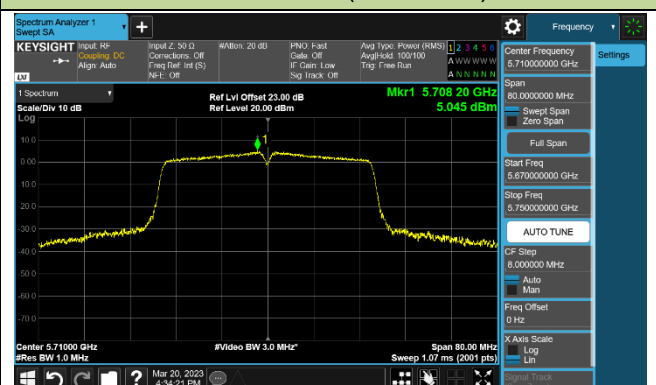 Spectrum Analyzer 1
Swept SA
Frequency
KEYSIGHT
Input: RF
Coupling: DC
Align: Auto
Input Z: 50 Ω
Corrections: Off
Freq Ref: Int (S)
NFE: Off
#Atten: 20 dB
PNO: Fast
Gate: Off
IF Gain: Low
Sig Track: Off
Avg Type: Power (RMS)
Avg|Hold: 100/100
Trig: Free Run
1 2 3 4 5 6
A W W W W W
A N N N N N
LXI
1 Spectrum
Scale/Div 10 dB
Log
Ref Lvl Offset 23.00 dB
Ref Level 20.00 dBm
Mkr1 5.708 20 GHz
5.045 dBm
1
10.0
0.00
-10.0
-20.0
-30.0
-40.0
-50.0
-60.0
-70.0
Center 5.71000 GHz
#Res BW 1.0 MHz
#Video BW 3.0 MHz*
Span 80.00 MHz
Sweep 1.07 ms (2001 pts)
Mar 20, 2023
4:34:21 PM
Center Frequency
5.710000000 GHz
Span
80.0000000 MHz
Swept Span
Zero Span
Full Span
Start Freq
5.670000000 GHz
Stop Freq
5.750000000 GHz
AUTO TUNE
CF Step
8.000000 MHz
Auto
Man
Freq Offset
0 Hz
X Axis Scale
Log
Lin
Signal Track
Settings